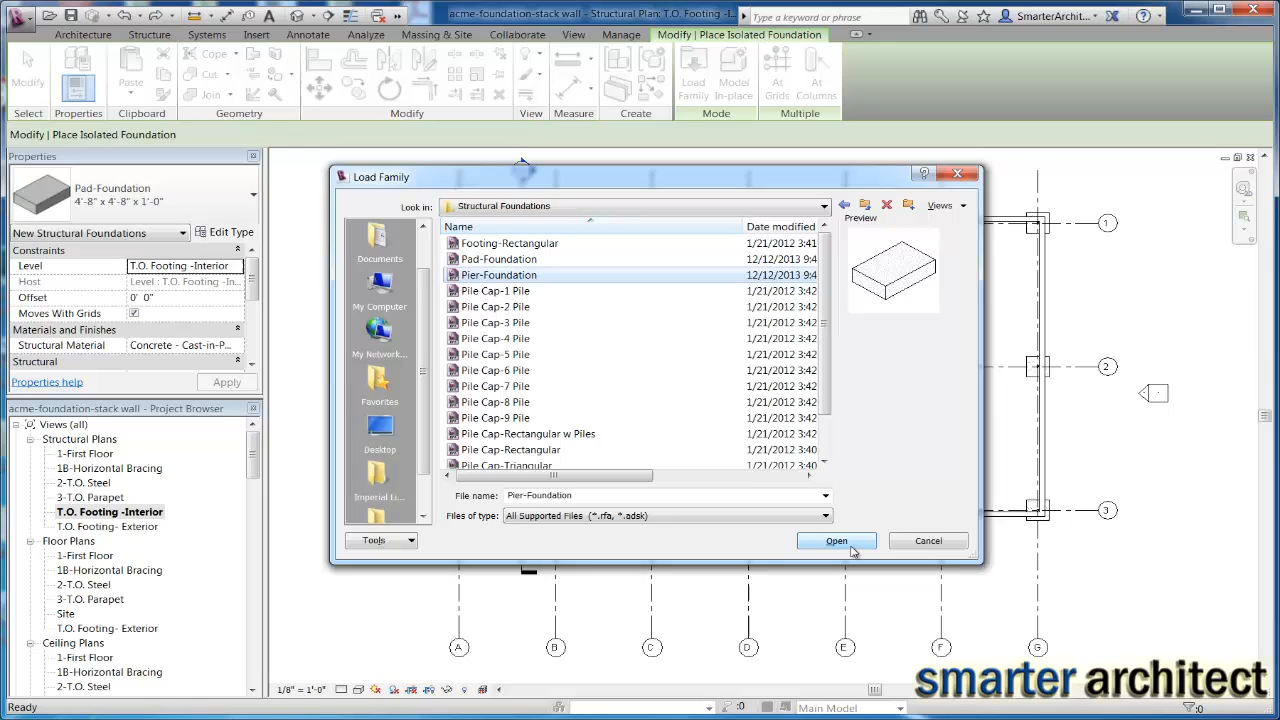 acme-foundation-stack wall - Structural Plan: T.O. Footing -I...
Type a keyword or phrase
SmarterArchit...
Architecture Structure Systems Insert Annotate Analyze Massing & Site Collaborate View Manage Modify | Place Isolated Foundation
Modify
Paste
Cope
Cut
Join
Load Family
Model In-place
At Grids
At Columns
Select Properties Clipboard Geometry Modify View Measure Create Mode Multiple
Modify | Place Isolated Foundation
Properties
Pad-Foundation
4'-8" x 4'-8" x 1'-0"
New Structural Foundations Edit Type
Constraints
Level T.O. Footing -Interior
Host Level : T.O. Footing -In...
Offset 0' 0"
Moves With Grids
Materials and Finishes
Structural Material Concrete - Cast-in-P...
Structural
Properties help Apply
acme-foundation-stack wall - Project Browser
Views (all)
Structural Plans
1-First Floor
1B-Horizontal Bracing
2-T.O. Steel
3-T.O. Parapet
T.O. Footing -Interior
T.O. Footing- Exterior
Floor Plans
1-First Floor
1B-Horizontal Bracing
2-T.O. Steel
3-T.O. Parapet
Site
T.O. Footing- Exterior
Ceiling Plans
1-First Floor
1B-Horizontal Bracing
2-T.O. Steel
Load Family
Look in: Structural Foundations Views
Preview
Documents
My Computer
My Network...
Favorites
Desktop
Imperial Li...
Name Date modified
Footing-Rectangular 1/21/2012 3:41
Pad-Foundation 12/12/2013 9:4
Pier-Foundation 12/12/2013 9:4
Pile Cap-1 Pile 1/21/2012 3:42
Pile Cap-2 Pile 1/21/2012 3:42
Pile Cap-3 Pile 1/21/2012 3:42
Pile Cap-4 Pile 1/21/2012 3:42
Pile Cap-5 Pile 1/21/2012 3:42
Pile Cap-6 Pile 1/21/2012 3:42
Pile Cap-7 Pile 1/21/2012 3:42
Pile Cap-8 Pile 1/21/2012 3:42
Pile Cap-9 Pile 1/21/2012 3:42
Pile Cap-Rectangular w Piles 1/21/2012 3:42
Pile Cap-Rectangular 1/21/2012 3:40
Pile Cap-Triangular 1/21/2012 3:40
File name: Pier-Foundation
Files of type: All Supported Files (*.rfa, *.adsk)
Tools Open Cancel
1
2
3
A B C D E F G
smarter architect
1/8" = 1'-0"
Ready :0 Main Model :0